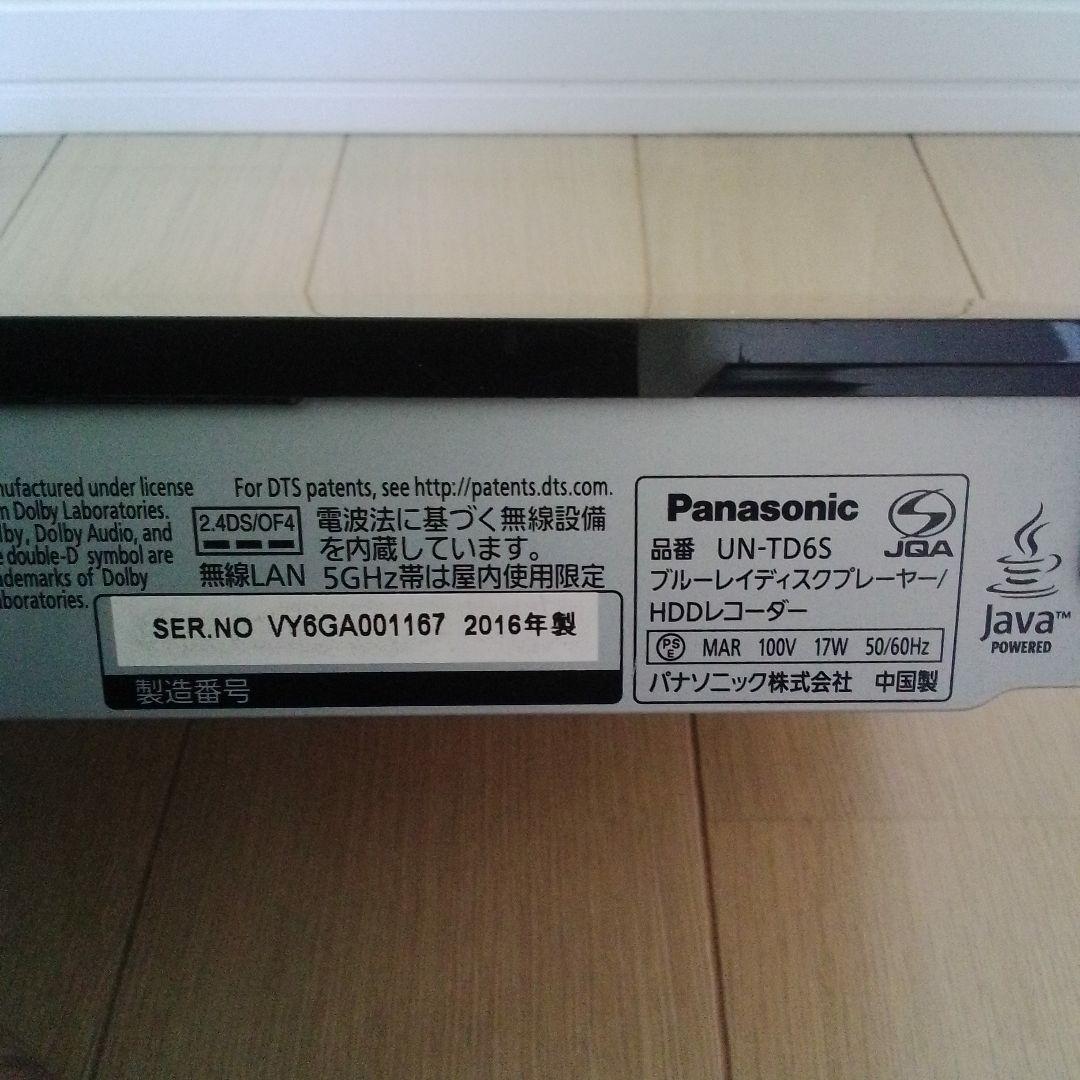 nufactured under license
m Dolby Laboratories.
lby, Dolby Audio, and
e double-D symbol are
ademarks of Dolby
aboratories.
For DTS patents, see http://patents.dts.com.
2.4DS/OF4
電波法に基づく無線設備
を内蔵しています。
無線LAN 5GHz帯は屋内使用限定
SER.NO VY6GA001167 2016年製
製造番号
Panasonic
JQA
品番 UN-TD6S
ブルーレイディスクプレーヤー/
HDDレコーダー
PSE MAR 100V 17W 50/60Hz
パナソニック株式会社 中国製
Java™
POWERED